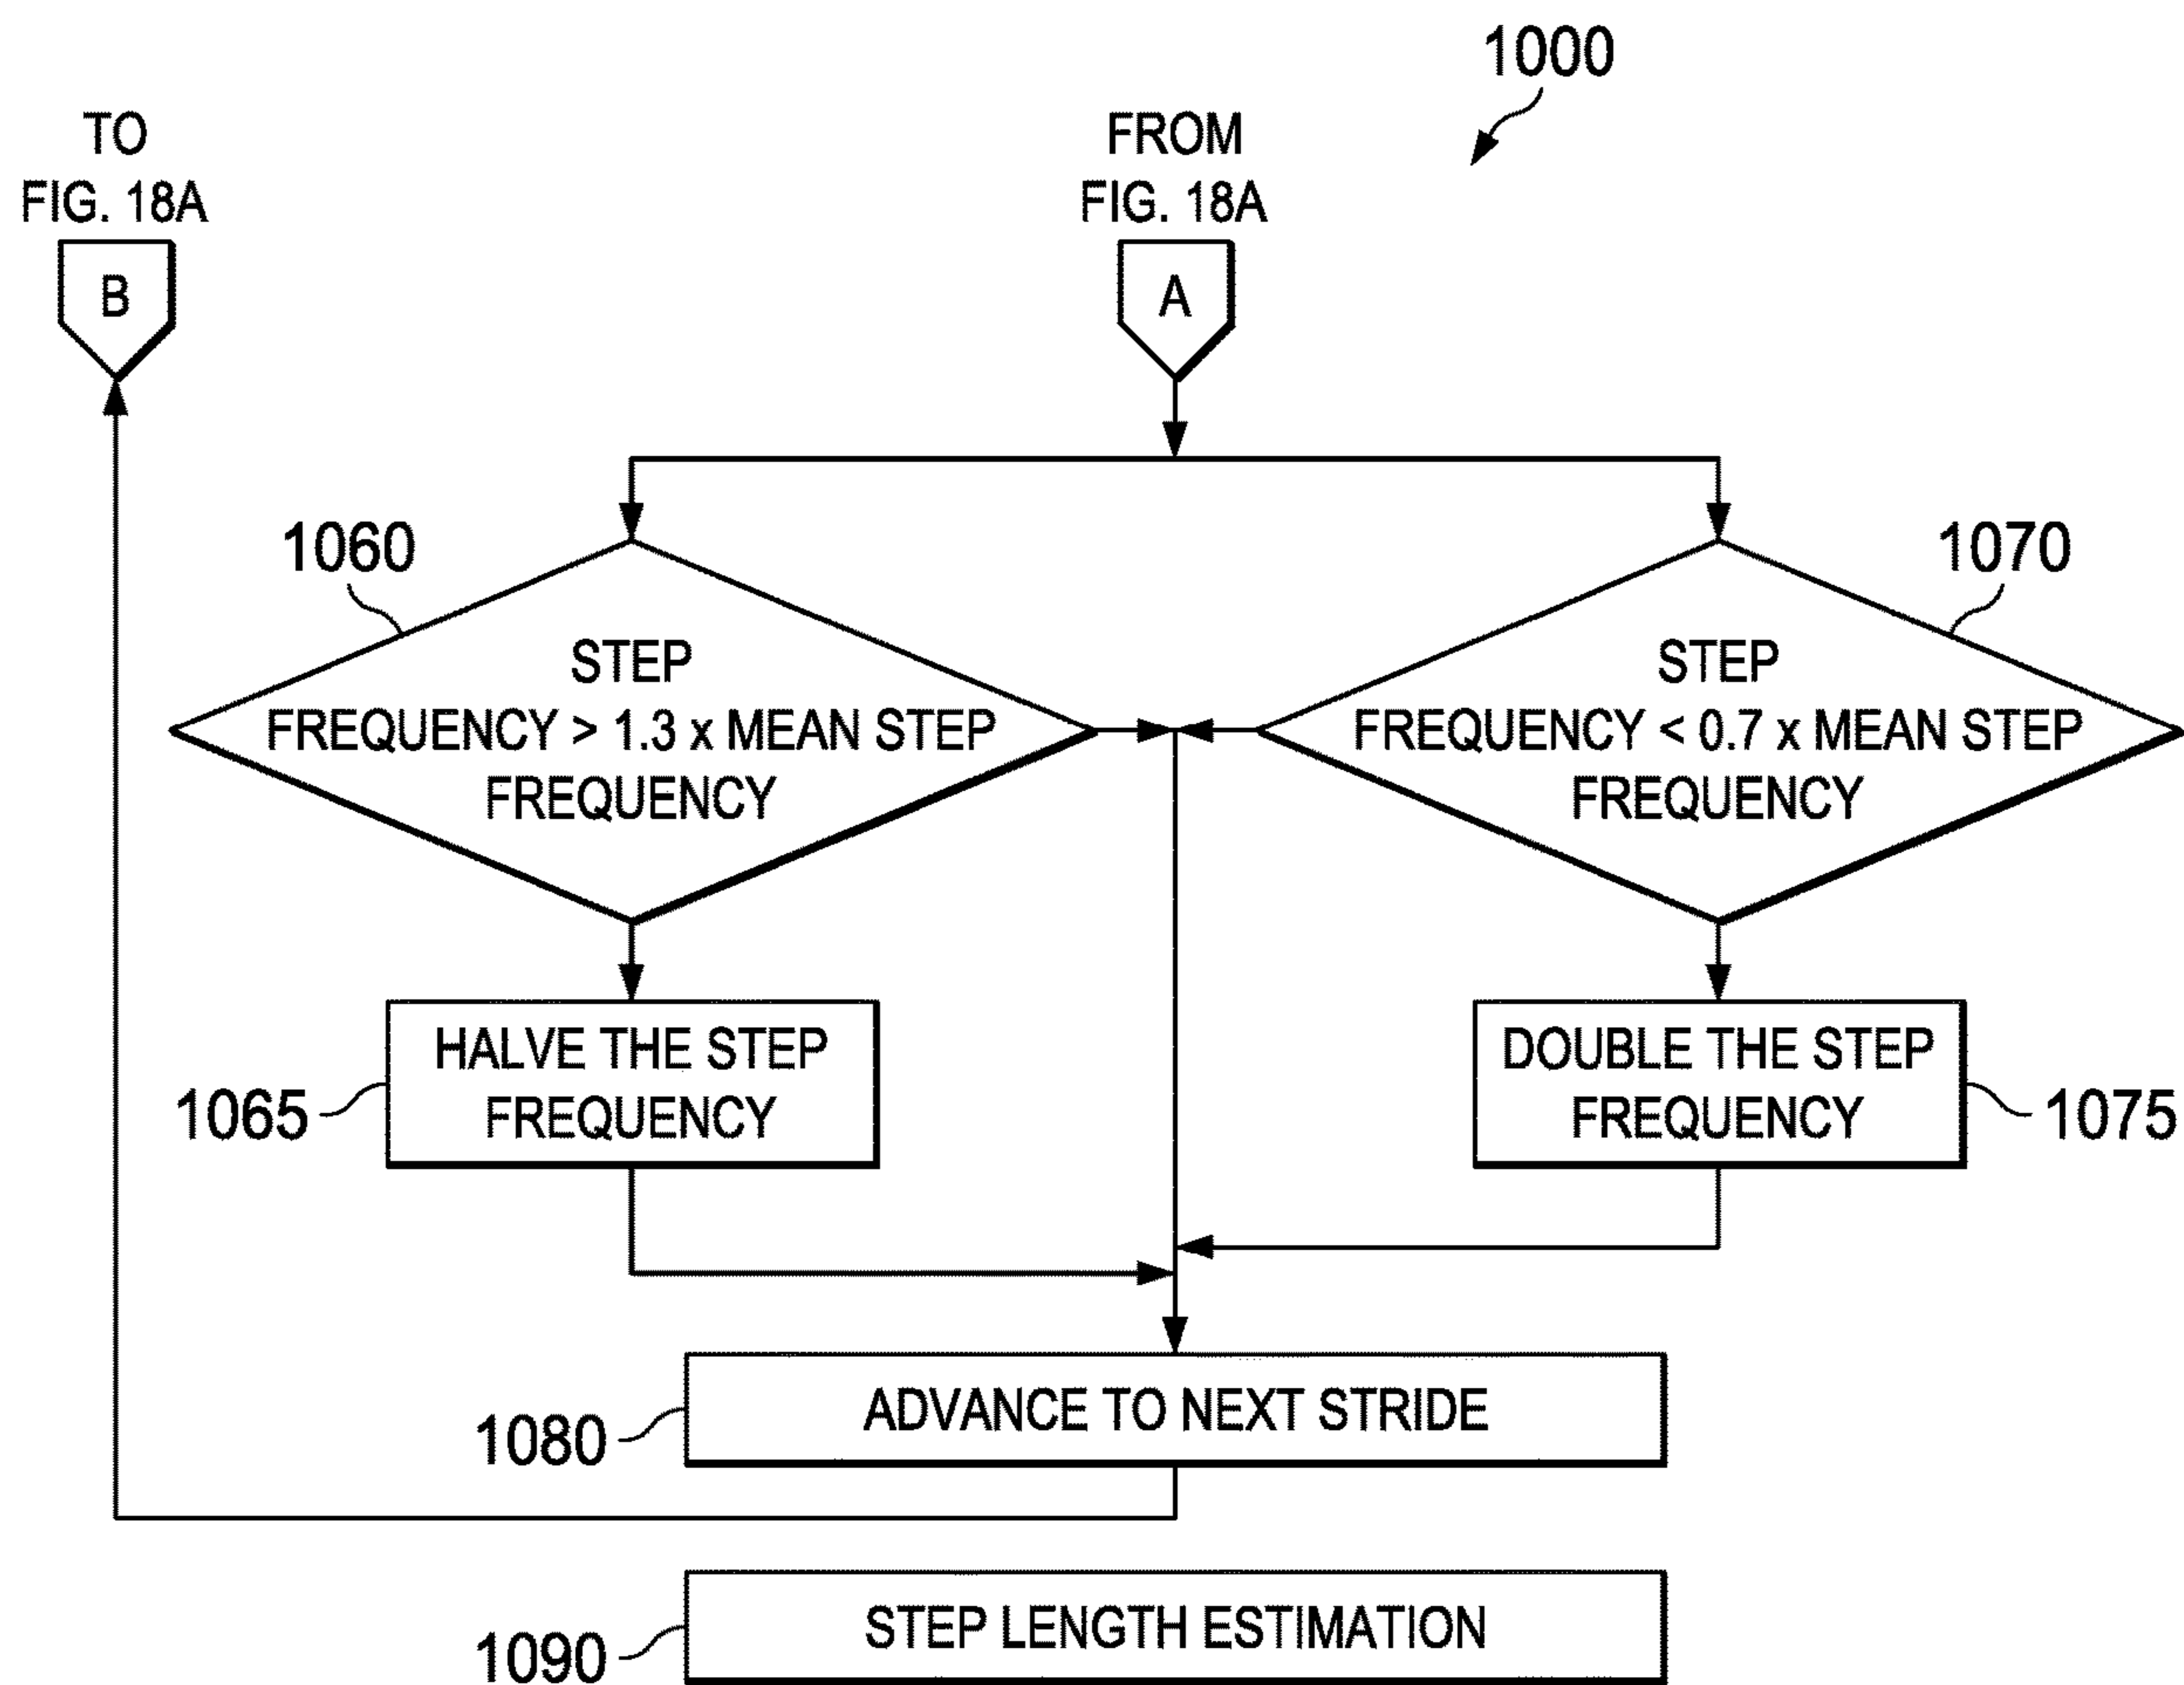 1000
TO
FIG. 18A
B
FROM
FIG. 18A
A
1060
STEP
FREQUENCY > 1.3 x MEAN STEP
FREQUENCY
1070
STEP
FREQUENCY < 0.7 x MEAN STEP
FREQUENCY
HALVE THE STEP
FREQUENCY
1065
DOUBLE THE STEP
FREQUENCY
1075
ADVANCE TO NEXT STRIDE
1080
STEP LENGTH ESTIMATION
1090